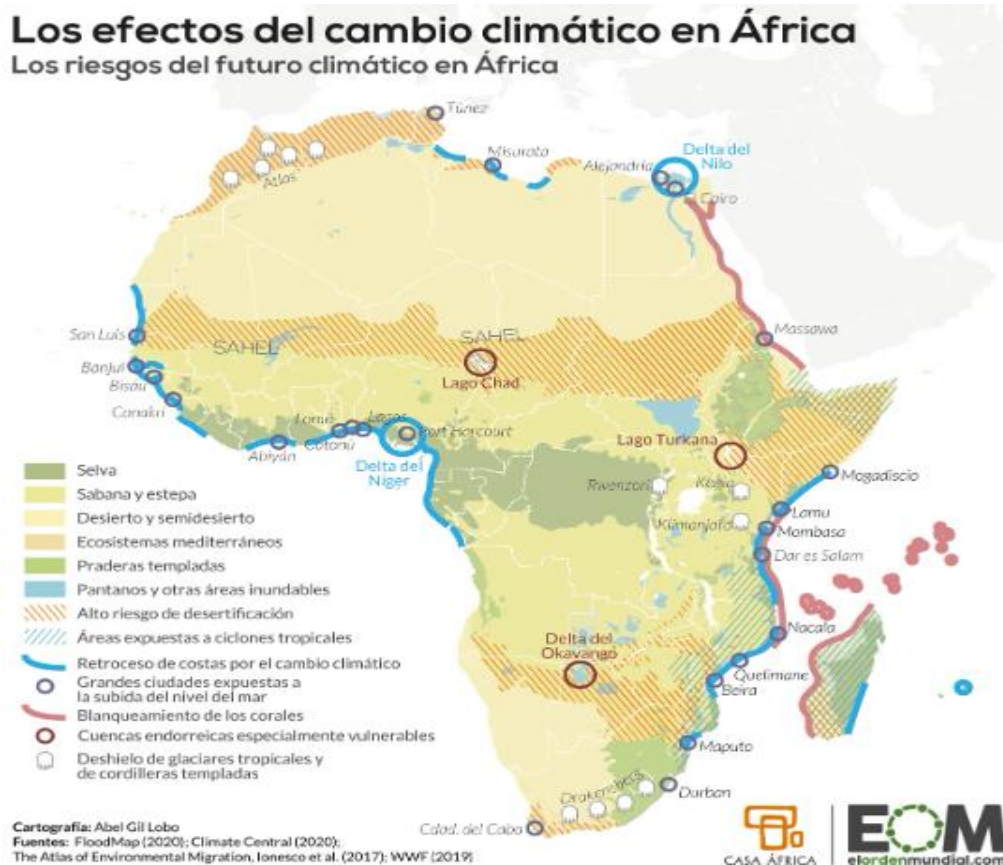 Los efectos del cambio climático en África
Los riesgos del futuro climático en África
Túnez
Misurata
Alejandría
Delta del
Nilo
El Cairo
Atlas
San Luis
SAHEL
SAHEL
Massawa
Banjul
Bisáu
Conakri
Lago Chad
Lomé
Lagos
Cotonú
Port Harcourt
Abiyán
Delta del
Níger
Lago Turkana
Rwenzori
Kenia
Kilimanjaro
Mogadiscio
Lamu
Mombasa
Dar es Salam
Nacala
Delta del
Okavango
Quelimane
Beira
Maputo
Drakensberg
Durban
Cdad. del Cabo
Selva
Sabana y estepa
Desierto y semidesierto
Ecosistemas mediterráneos
Praderas templadas
Pantanos y otras áreas inundables
Alto riesgo de desertificación
Áreas expuestas a ciclones tropicales
Retroceso de costas por el cambio climático
Grandes ciudades expuestas a
la subida del nivel del mar
Blanqueamiento de los corales
Cuencas endorreicas especialmente vulnerables
Deshielo de glaciares tropicales y
de cordilleras templadas
Cartografía: Abel Gil Lobo
Fuentes: FloodMap (2020); Climate Central (2020);
The Atlas of Environmental Migration, Ionesco et al. (2017); WWF (2019)
CASA ÁFRICA
EOM
elordenmundial.com